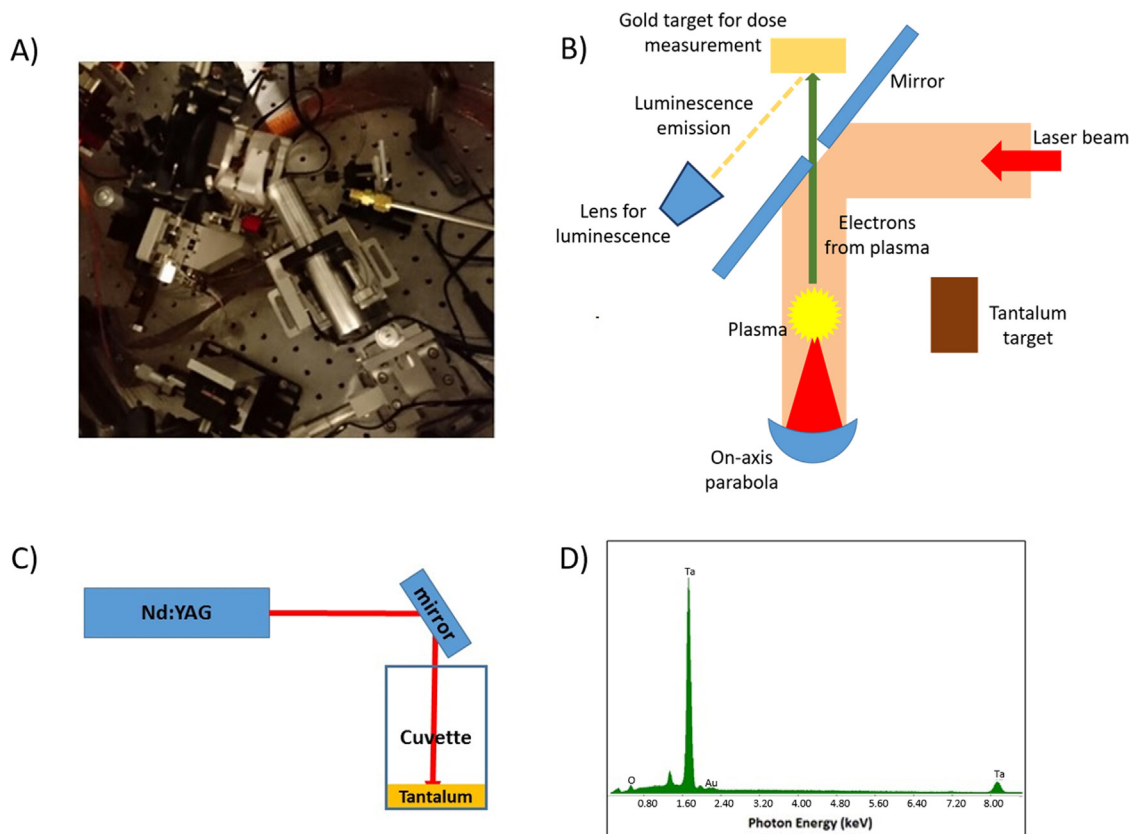 A)
B)
Gold target for dose
measurement
Mirror
Luminescence
emission
Laser beam
Lens for
luminescence
Electrons
from plasma
Plasma
Tantalum
target
On-axis
parabola
C)
Nd:YAG
mirror
Cuvette
Tantalum
D)
Ta
O
Au
Ta
0.80 1.60 2.40 3.20 4.00 4.80 5.60 6.40 7.20 8.00
Photon Energy (keV)